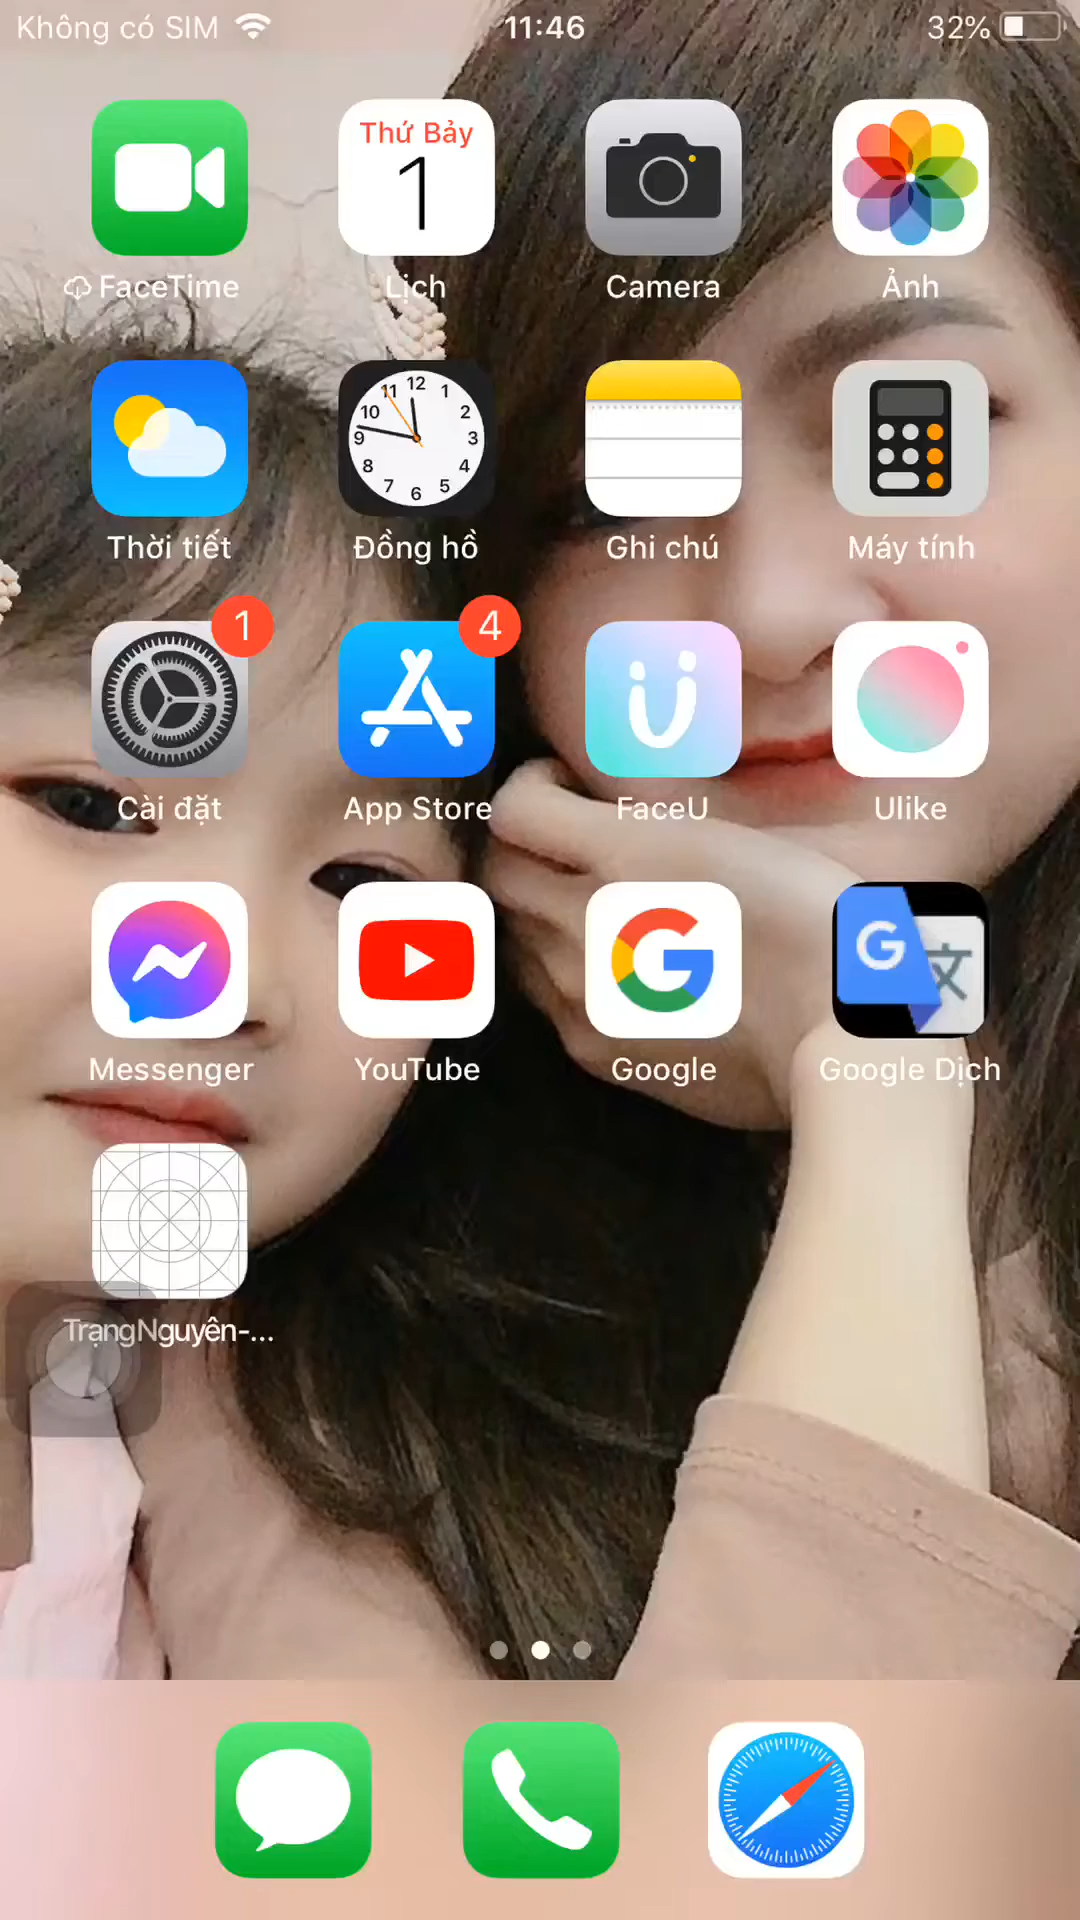 Không có SIM 11:46 32%
Thứ Bảy
1
FaceTime Lịch Camera Ảnh
12 1 2 3 4 5 6 7 8 9 10 11
Thời tiết Đồng hồ Ghi chú Máy tính
1 4
Cài đặt App Store FaceU Ulike
G 文
Messenger YouTube Google Google Dịch
TrạngNguyên-...